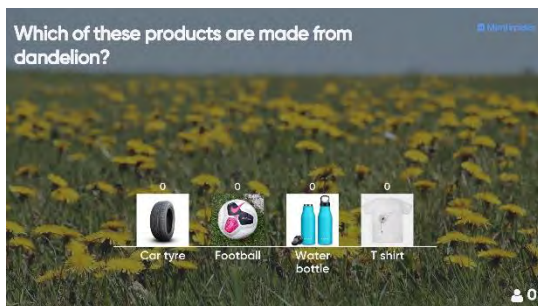 Which of these products are made from
dandelion?
Mentimeter
0
0
0
0
Car tyre
Football
Water
bottle
T shirt
0